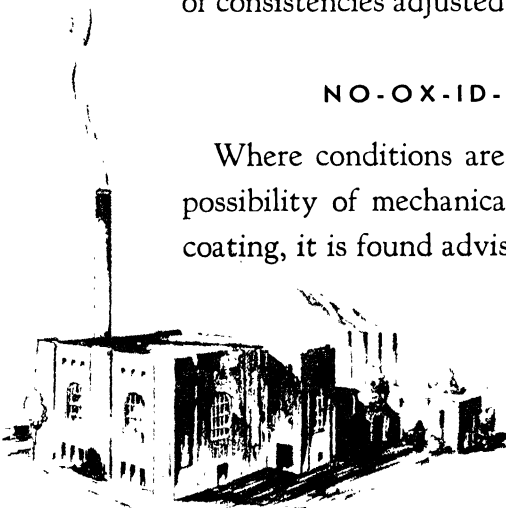 of consistencies adjusted
NO-OX-ID-
Where conditions are
possibility of mechanica
coating, it is found advis